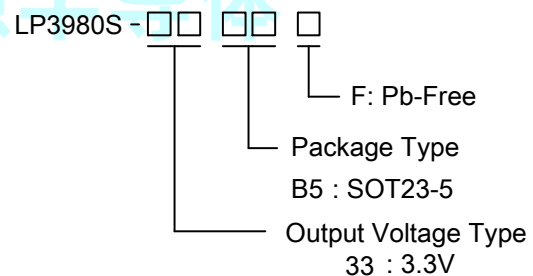 LP3980S - □□ □□ □
F: Pb-Free
Package Type
B5 : SOT23-5
Output Voltage Type
33 : 3.3V